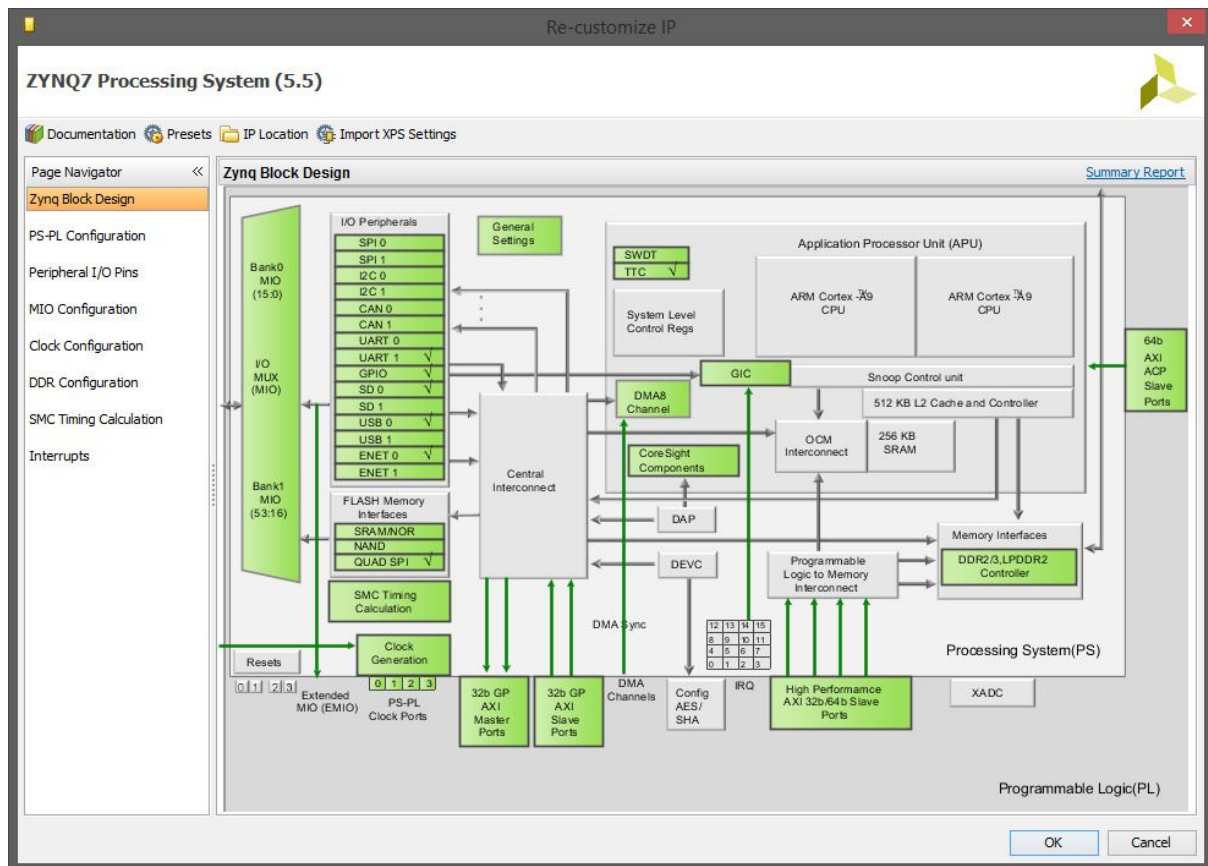 Re-customize IP
ZYNQ7 Processing System (5.5)
Documentation Presets IP Location Import XPS Settings
Page Navigator «
Zynq Block Design
PS-PL Configuration
Peripheral I/O Pins
MIO Configuration
Clock Configuration
DDR Configuration
SMC Timing Calculation
Interrupts
Zynq Block Design
Summary Report
Bank0
MIO
(15:0)
I/O
MUX
(MIO)
Bank1
MIO
(53:16)
I/O Peripherals
SPI 0
SPI 1
I2C 0
I2C 1
CAN 0
CAN 1
UART 0
UART 1 √
GPIO √
SD 0 √
SD 1
USB 0 √
USB 1
ENET 0 √
ENET 1
FLASH Memory
Interfaces
SRAM/NOR
NAND
QUAD SPI √
SMC Timing
Calculation
General
Settings
Application Processor Unit (APU)
SWDT
TTC √
System Level
Control Regs
ARM Cortex -A9
TM
CPU
ARM Cortex -A9
TM
CPU
GIC
Snoop Control unit
512 KB L2 Cache and Controller
DMA8
Channel
OCM
Interconnect
256 KB
SRAM
CoreSight
Components
64b
AXI
ACP
Slave
Ports
Central
Interconnect
DAP
DEVC
Programmable
Logic to Memory
Interconnect
Memory Interfaces
DDR2/3,LPDDR2
Controller
DMA Sync
12 13 14 15
8 9 10 11
4 5 6 7
0 1 2 3
Processing System(PS)
Resets
0 1 2 3
Clock
Generation
0 1 2 3
Extended
MIO (EMIO)
PS-PL
Clock Ports
32b GP
AXI
Master
Ports
32b GP
AXI
Slave
Ports
DMA
Channels
Config
AES/
SHA
IRQ
High Performamce
AXI 32b/64b Slave
Ports
XADC
Programmable Logic(PL)
OK
Cancel